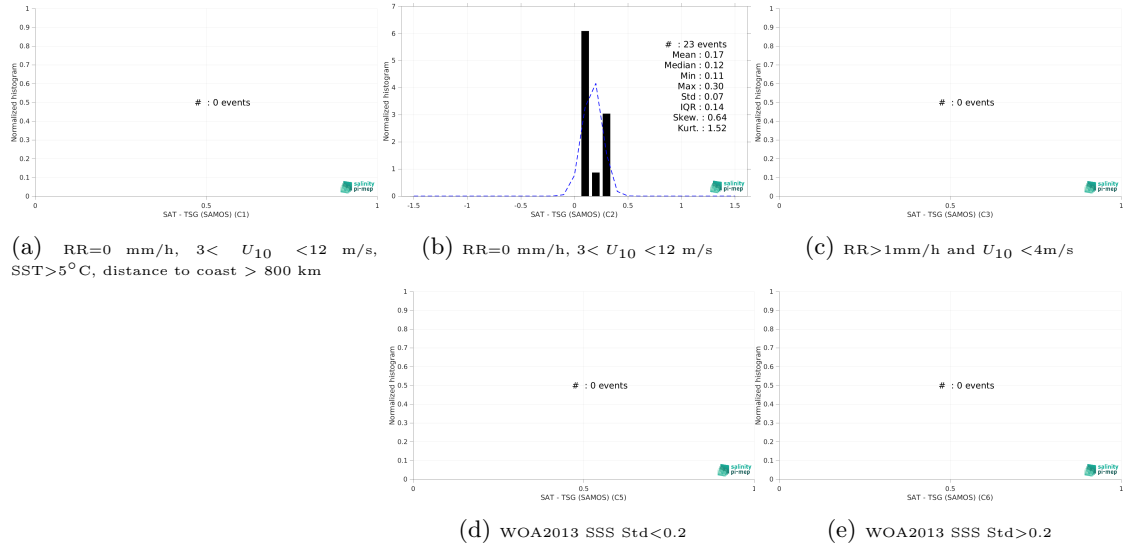 1
0.9
0.8
0.7
0.6
0.5
0.4
0.3
0.2
0.1
0
Normalized histogram
# : 0 events
salinity
pi-mep
0 0.5 1
SAT - TSG (SAMOS) (C1)
(a) RR=0 mm/h, 3< U10 <12 m/s,
SST>5°C, distance to coast > 800 km
7
6
5
4
3
2
1
0
Normalized histogram
# : 23 events
Mean : 0.17
Median : 0.12
Min : 0.11
Max : 0.30
Std : 0.07
IQR : 0.14
Skew. : 0.64
Kurt. : 1.52
salinity
pi-mep
-1.5 -1 -0.5 0 0.5 1 1.5
SAT - TSG (SAMOS) (C2)
(b) RR=0 mm/h, 3< U10 <12 m/s
1
0.9
0.8
0.7
0.6
0.5
0.4
0.3
0.2
0.1
0
Normalized histogram
# : 0 events
salinity
pi-mep
0 0.5 1
SAT - TSG (SAMOS) (C3)
(c) RR>1mm/h and U10 <4m/s
1
0.9
0.8
0.7
0.6
0.5
0.4
0.3
0.2
0.1
0
Normalized histogram
# : 0 events
salinity
pi-mep
0 0.5 1
SAT - TSG (SAMOS) (C5)
(d) WOA2013 SSS Std<0.2
1
0.9
0.8
0.7
0.6
0.5
0.4
0.3
0.2
0.1
0
Normalized histogram
# : 0 events
salinity
pi-mep
0 0.5 1
SAT - TSG (SAMOS) (C6)
(e) WOA2013 SSS Std>0.2